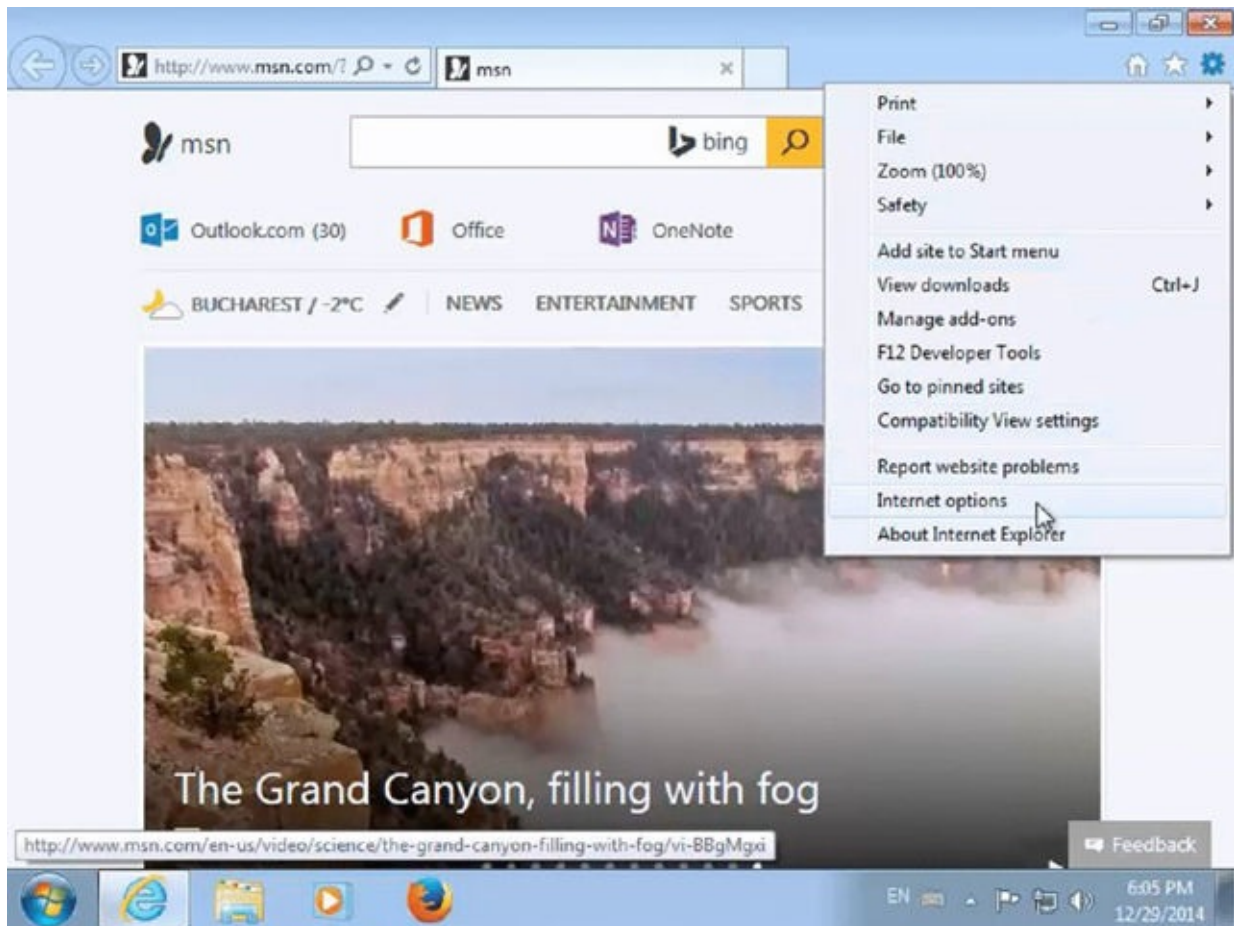 http://www.msn.com/?
msn
Print
File
Zoom (100%)
Safety
Add site to Start menu
View downloads Ctrl+J
Manage add-ons
F12 Developer Tools
Go to pinned sites
Compatibility View settings
Report website problems
Internet options
About Internet Explorer
msn
bing
Outlook.com (30) Office OneNote
BUCHAREST / -2°C NEWS ENTERTAINMENT SPORTS
The Grand Canyon, filling with fog
http://www.msn.com/en-us/video/science/the-grand-canyon-filling-with-fog/vi-BBgMgxi
Feedback
EN
6:05 PM
12/29/2014